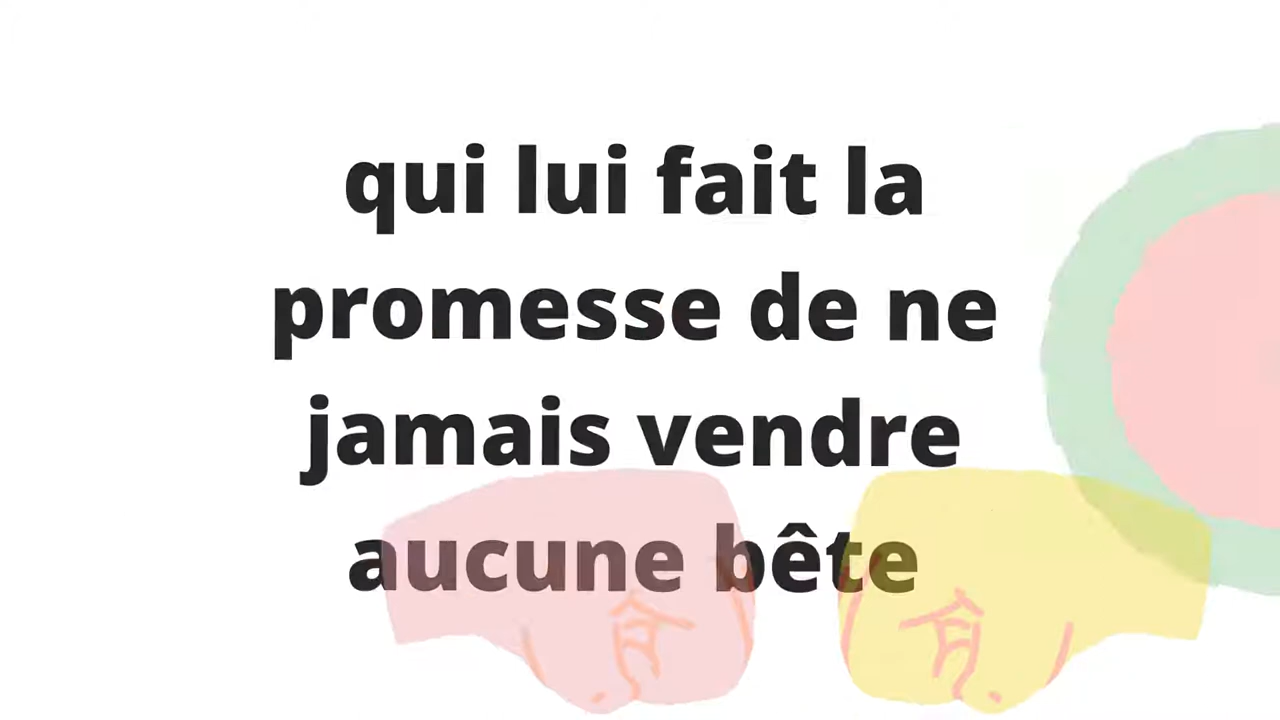 qui lui fait la
promesse de ne
jamais vendre
aucune bête